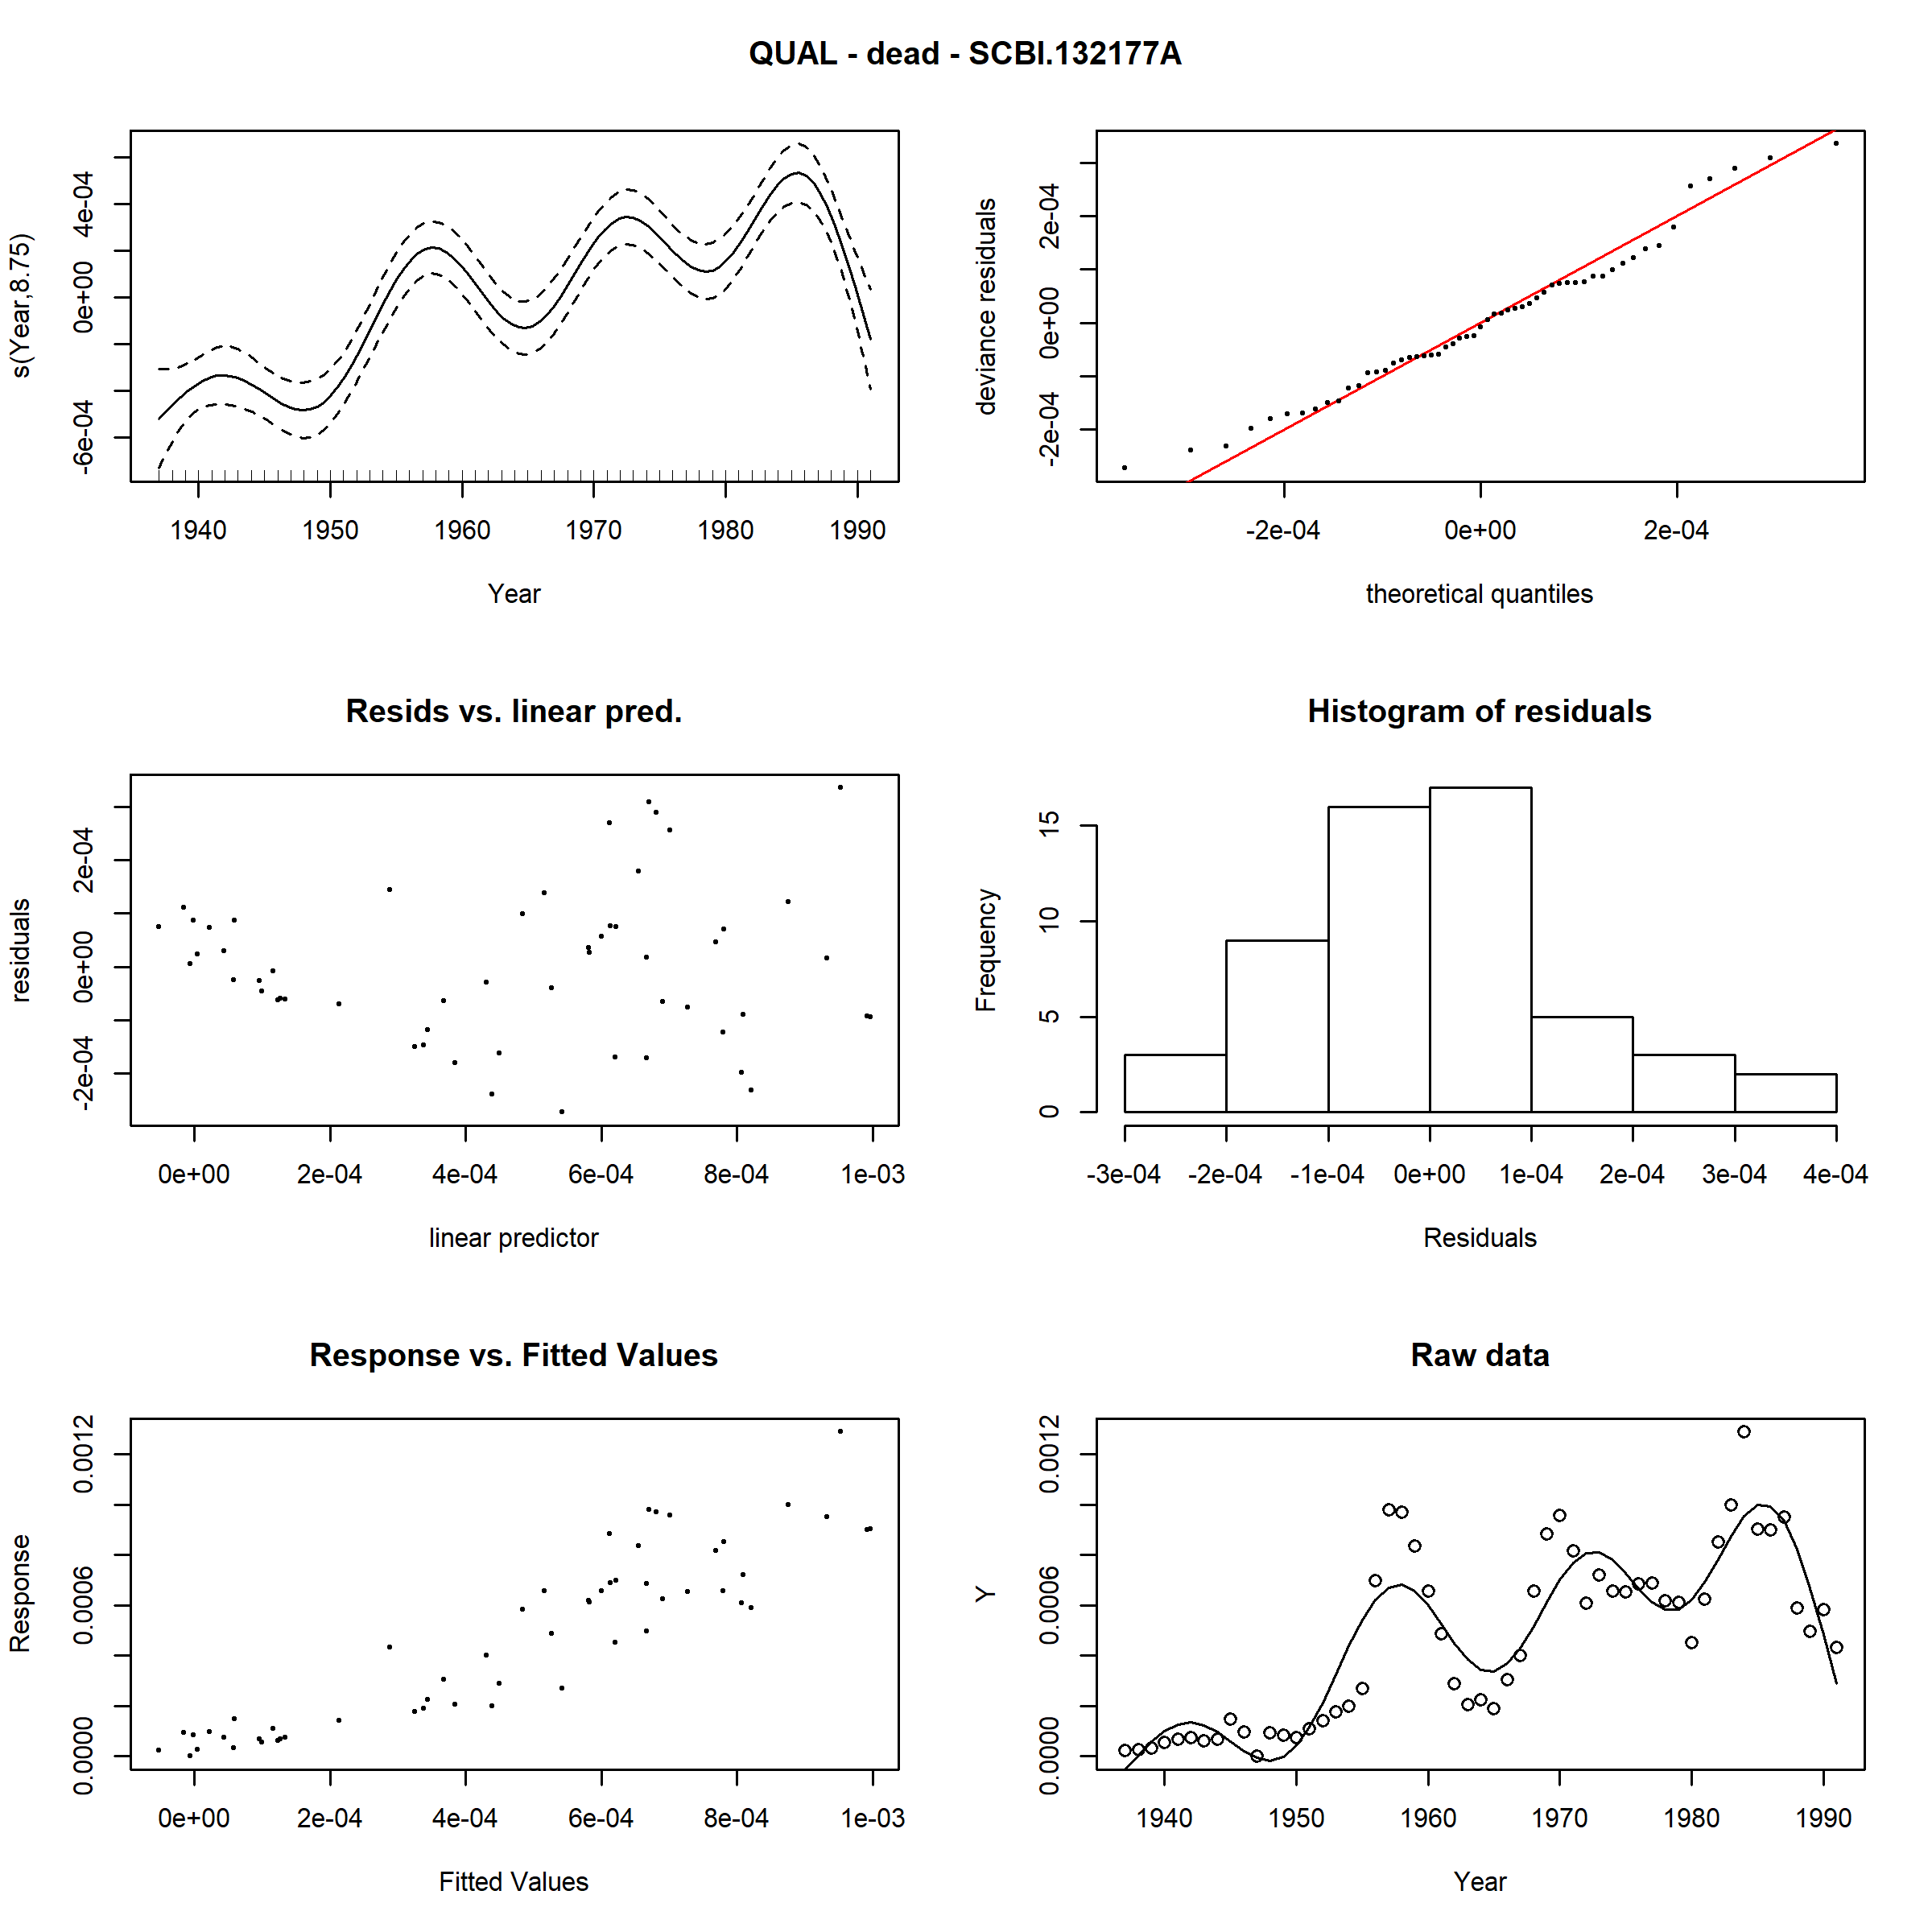 QUAL - dead - SCBI.132177A
s(Year,8.75)
-6e-04 0e+00 4e-04
1940 1950 1960 1970 1980 1990
Year
deviance residuals
-2e-04 0e+00 2e-04
-2e-04 0e+00 2e-04
theoretical quantiles
Resids vs. linear pred.
residuals
-2e-04 0e+00 2e-04
0e+00 2e-04 4e-04 6e-04 8e-04 1e-03
linear predictor
Histogram of residuals
Frequency
0 5 10 15
-3e-04 -2e-04 -1e-04 0e+00 1e-04 2e-04 3e-04 4e-04
Residuals
Response vs. Fitted Values
Response
0.0000 0.0006 0.0012
0e+00 2e-04 4e-04 6e-04 8e-04 1e-03
Fitted Values
Raw data
Y
0.0000 0.0006 0.0012
1940 1950 1960 1970 1980 1990
Year